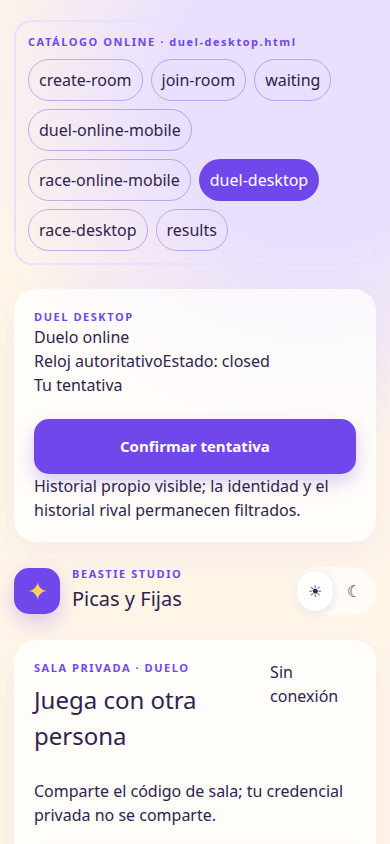 CATÁLOGO ONLINE · duel-desktop.html
create-room
join-room
waiting
duel-online-mobile
race-online-mobile
duel-desktop
race-desktop
results
DUEL DESKTOP
Duelo online
Reloj autoritativoEstado: closed
Tu tentativa
Confirmar tentativa
Historial propio visible; la identidad y el
historial rival permanecen filtrados.
BEASTIE STUDIO
Picas y Fijas
SALA PRIVADA · DUELO
Juega con otra
persona
Sin
conexión
Comparte el código de sala; tu credencial
privada no se comparte.